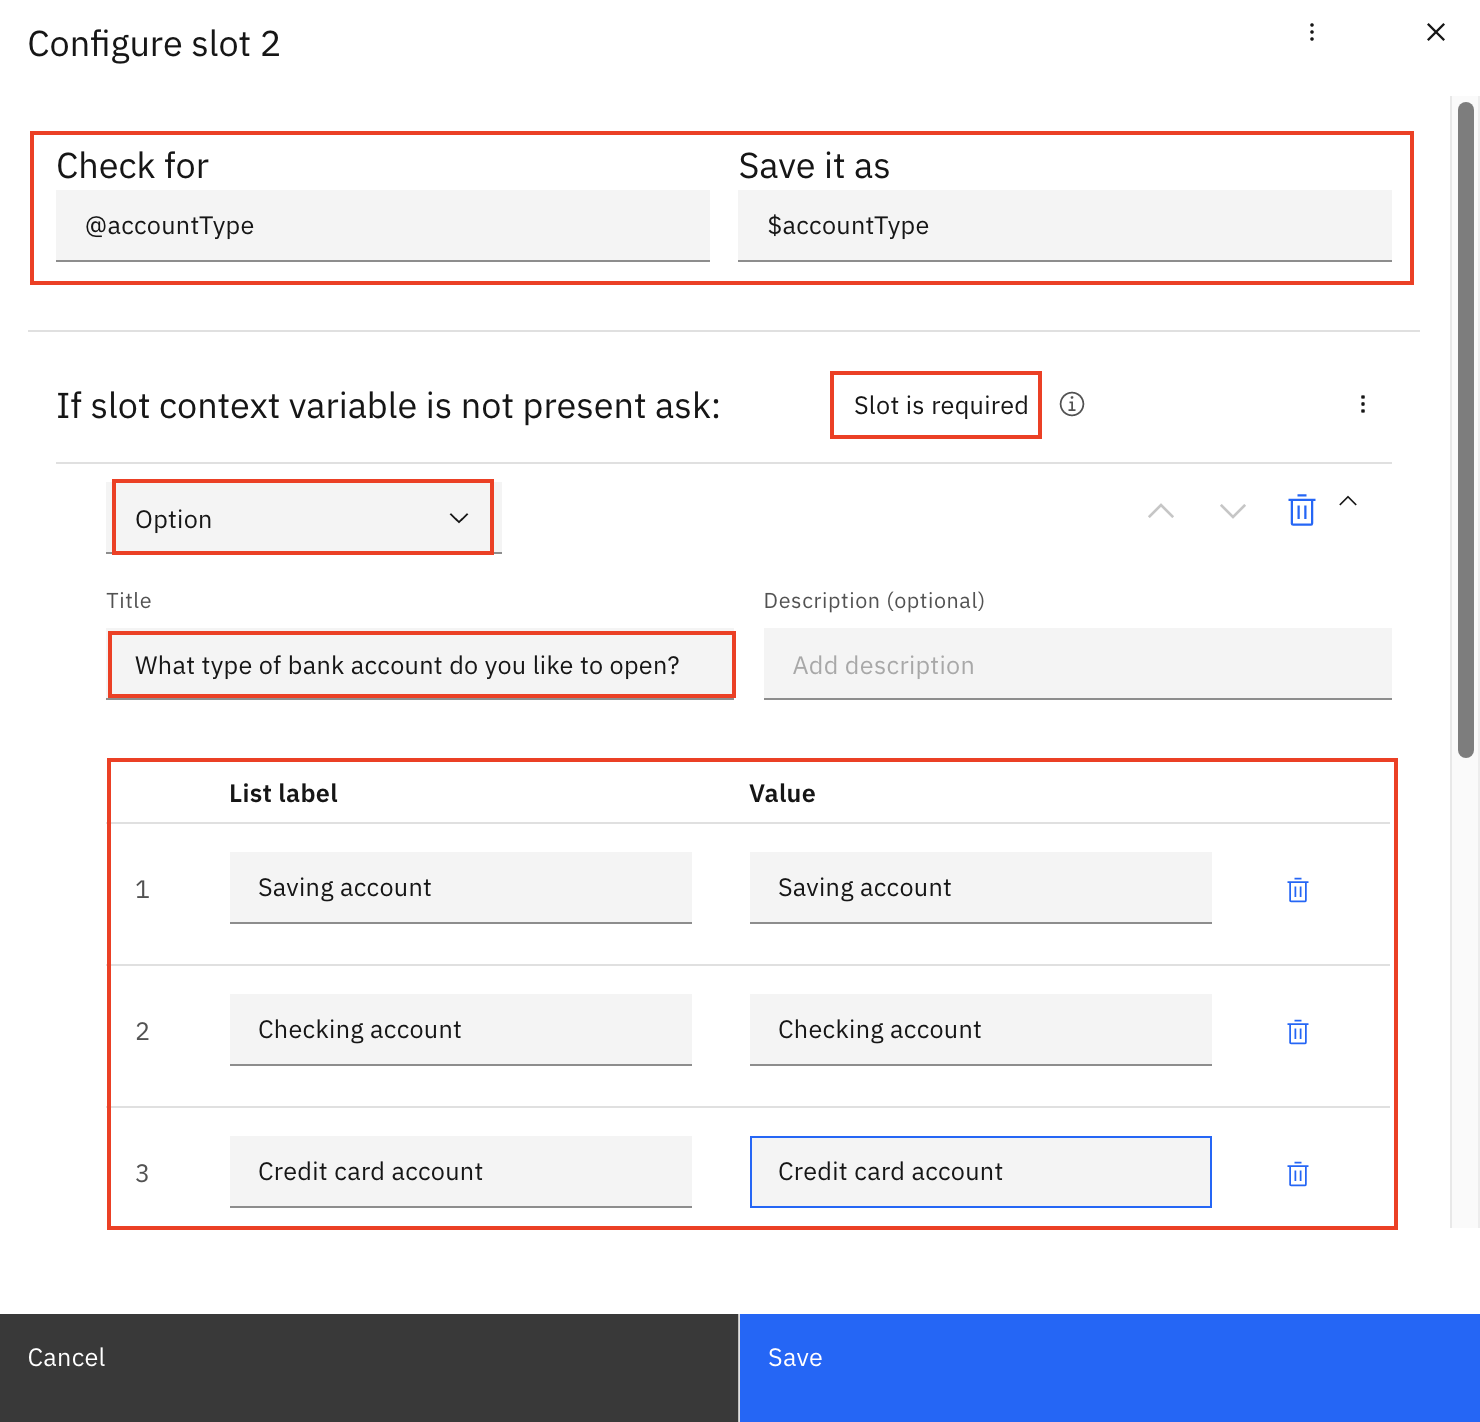 Configure slot 2
Check for
Save it as
@accountType
$accountType
If slot context variable is not present ask:
Slot is required
Option
Title
Description (optional)
What type of bank account do you like to open?
Add description
List label
Value
1
Saving account
Saving account
2
Checking account
Checking account
3
Credit card account
Credit card account
Cancel
Save